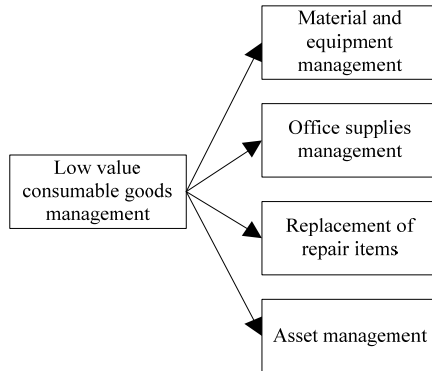 Material and
equipment
management
Office supplies
management
Low value
consumable goods
management
Replacement of
repair items
Asset management